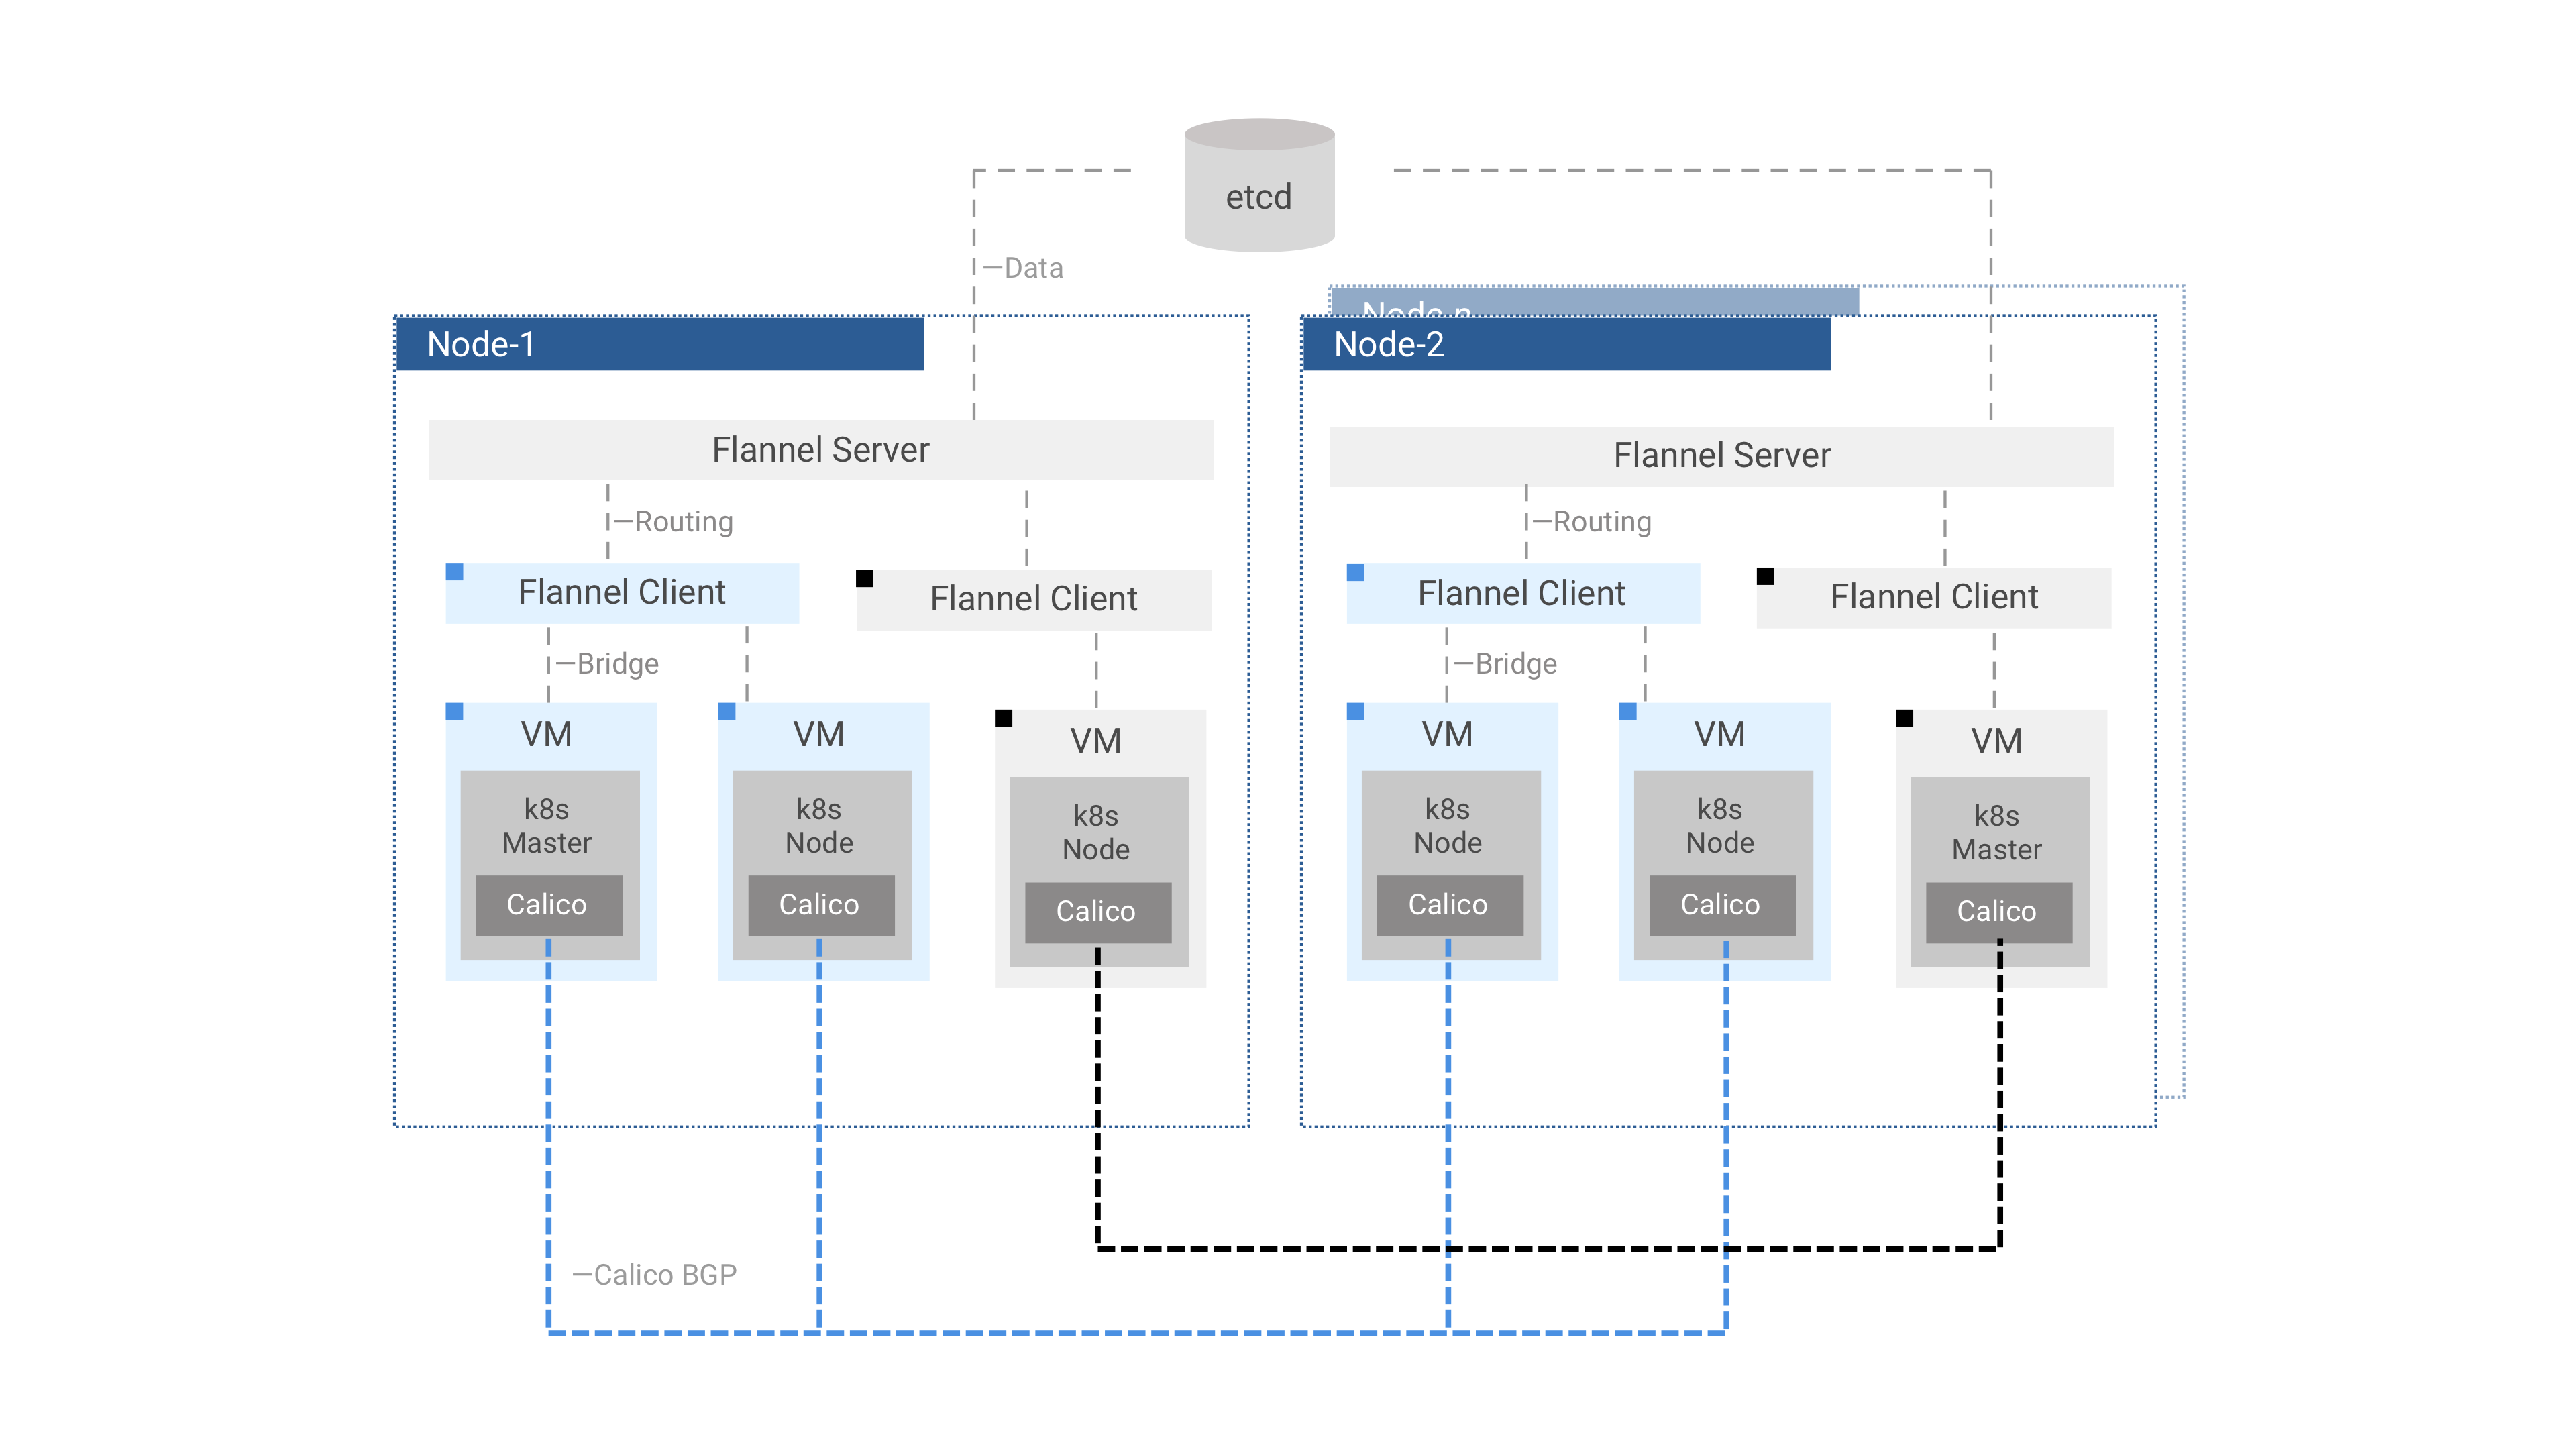 etcd
—Data
Node-n
Node-1
Node-2
Flannel Server
Flannel Server
—Routing
—Routing
Flannel Client
Flannel Client
Flannel Client
Flannel Client
—Bridge
—Bridge
VM
VM
VM
VM
VM
VM
k8s
Master
k8s
Node
k8s
Node
k8s
Node
k8s
Node
k8s
Master
Calico
Calico
Calico
Calico
Calico
Calico
—Calico BGP